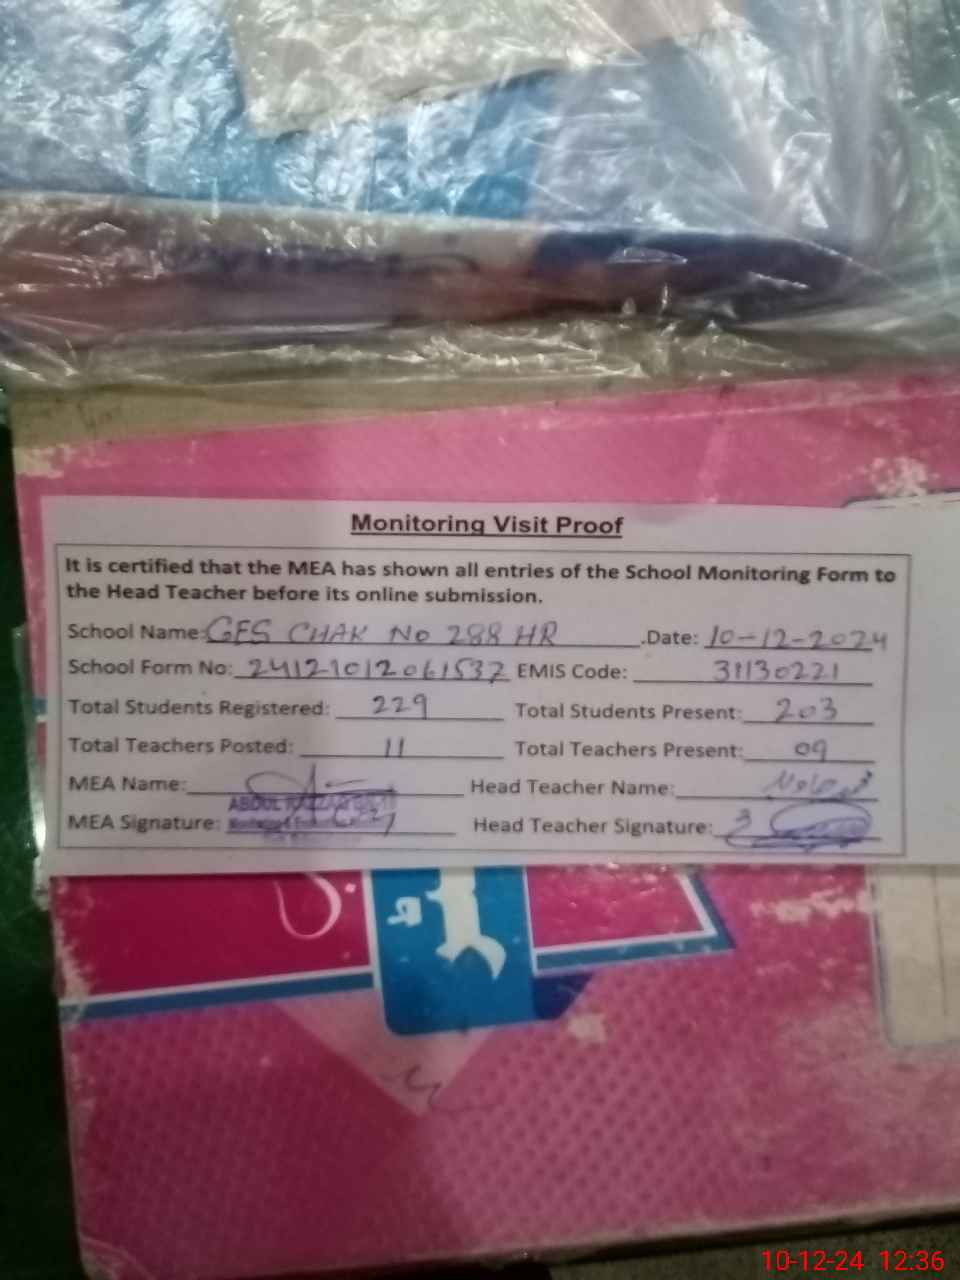 Monitoring Visit Proof
It is certified that the MEA has shown all entries of the School Monitoring Form to
the Head Teacher before its online submission.
School Name: GES CHAK No 288 HR .Date: 10-12-2024
School Form No: 24121012061537 EMIS Code: 31130221
Total Students Registered: 229 Total Students Present: 203
Total Teachers Posted: 11 Total Teachers Present: 09
MEA Name: Head Teacher Name:
ABDUL
MEA Signature: Head Teacher Signature:
10-12-24 12:36